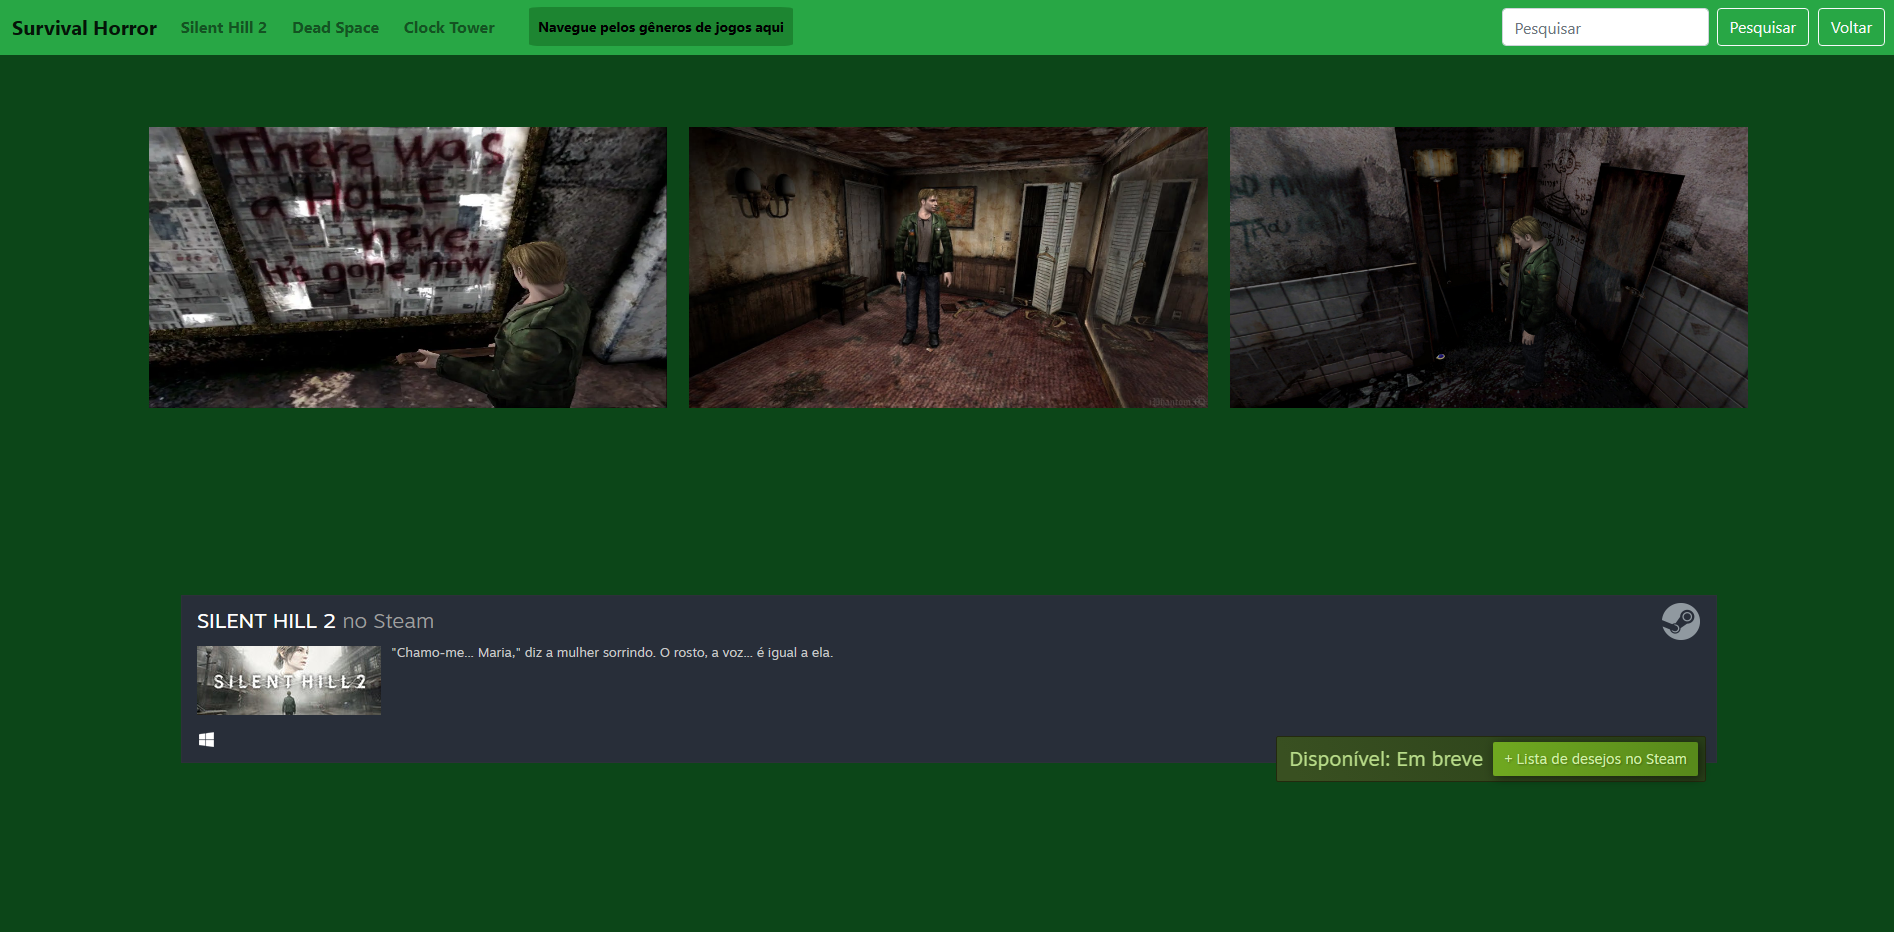 Survival Horror Silent Hill 2 Dead Space Clock Tower Navegue pelos gêneros de jogos aqui Pesquisar Pesquisar Voltar
There was
a HOLE
here.
It's gone now.
SILENT HILL 2 no Steam
"Chamo-me... Maria," diz a mulher sorrindo. O rosto, a voz... é igual a ela.
SILENT HILL 2
Disponível: Em breve + Lista de desejos no Steam